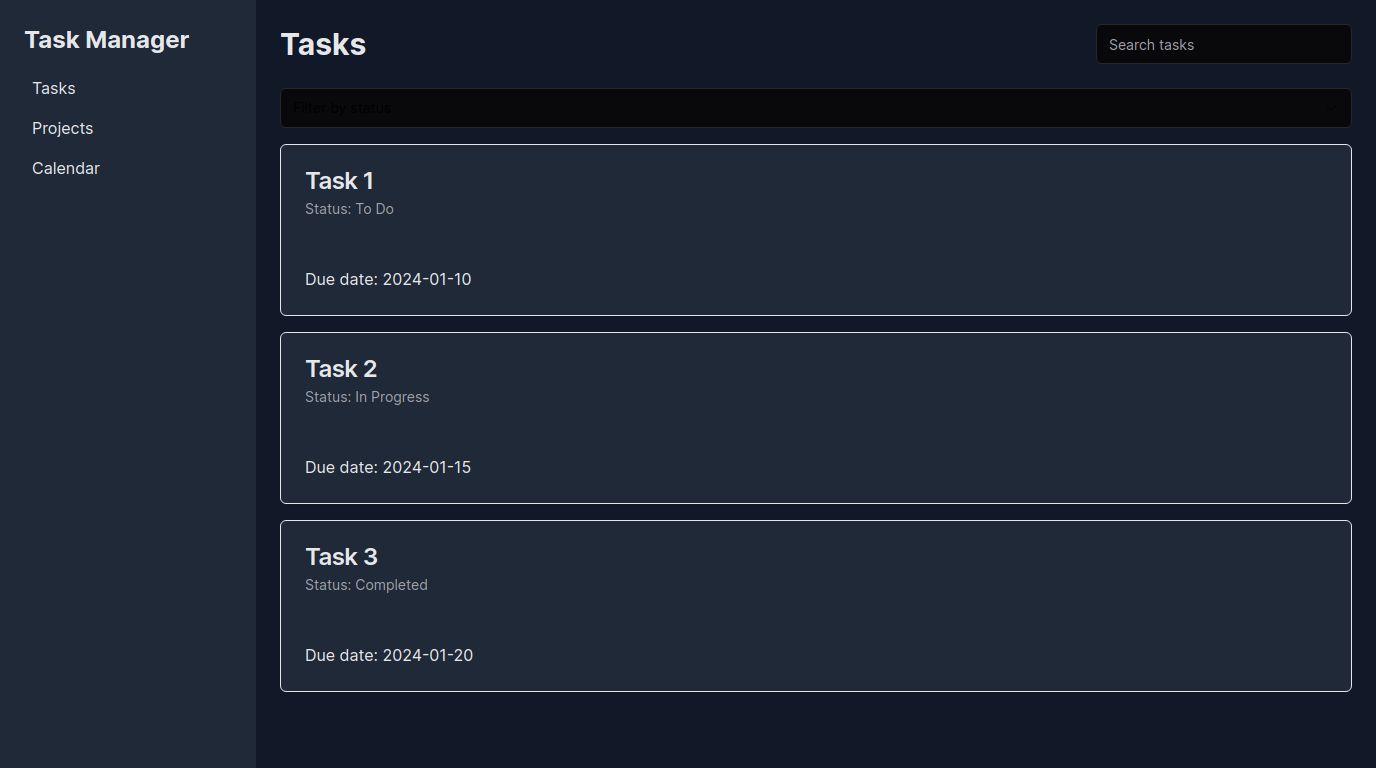 Task Manager
Tasks
Projects
Calendar
Tasks
Search tasks
Filter by status
Task 1
Status: To Do
Due date: 2024-01-10
Task 2
Status: In Progress
Due date: 2024-01-15
Task 3
Status: Completed
Due date: 2024-01-20